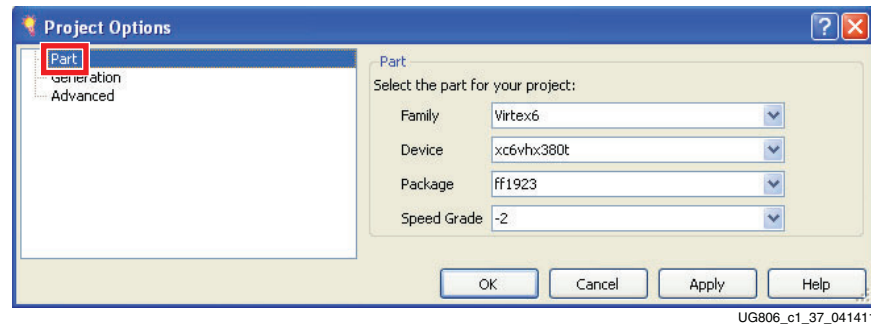 Project Options
Part
Generation
Advanced
Part
Select the part for your project:
Family Virtex6
Device xc6vhx380t
Package ff1923
Speed Grade -2
OK Cancel Apply Help
UG806_c1_37_041411